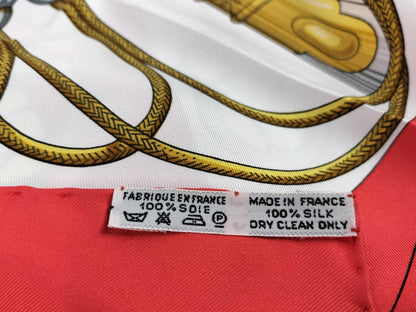 FABRIQUE EN FRANCE
100% SOIE
P
MADE IN FRANCE
100% SILK
DRY CLEAN ONLY